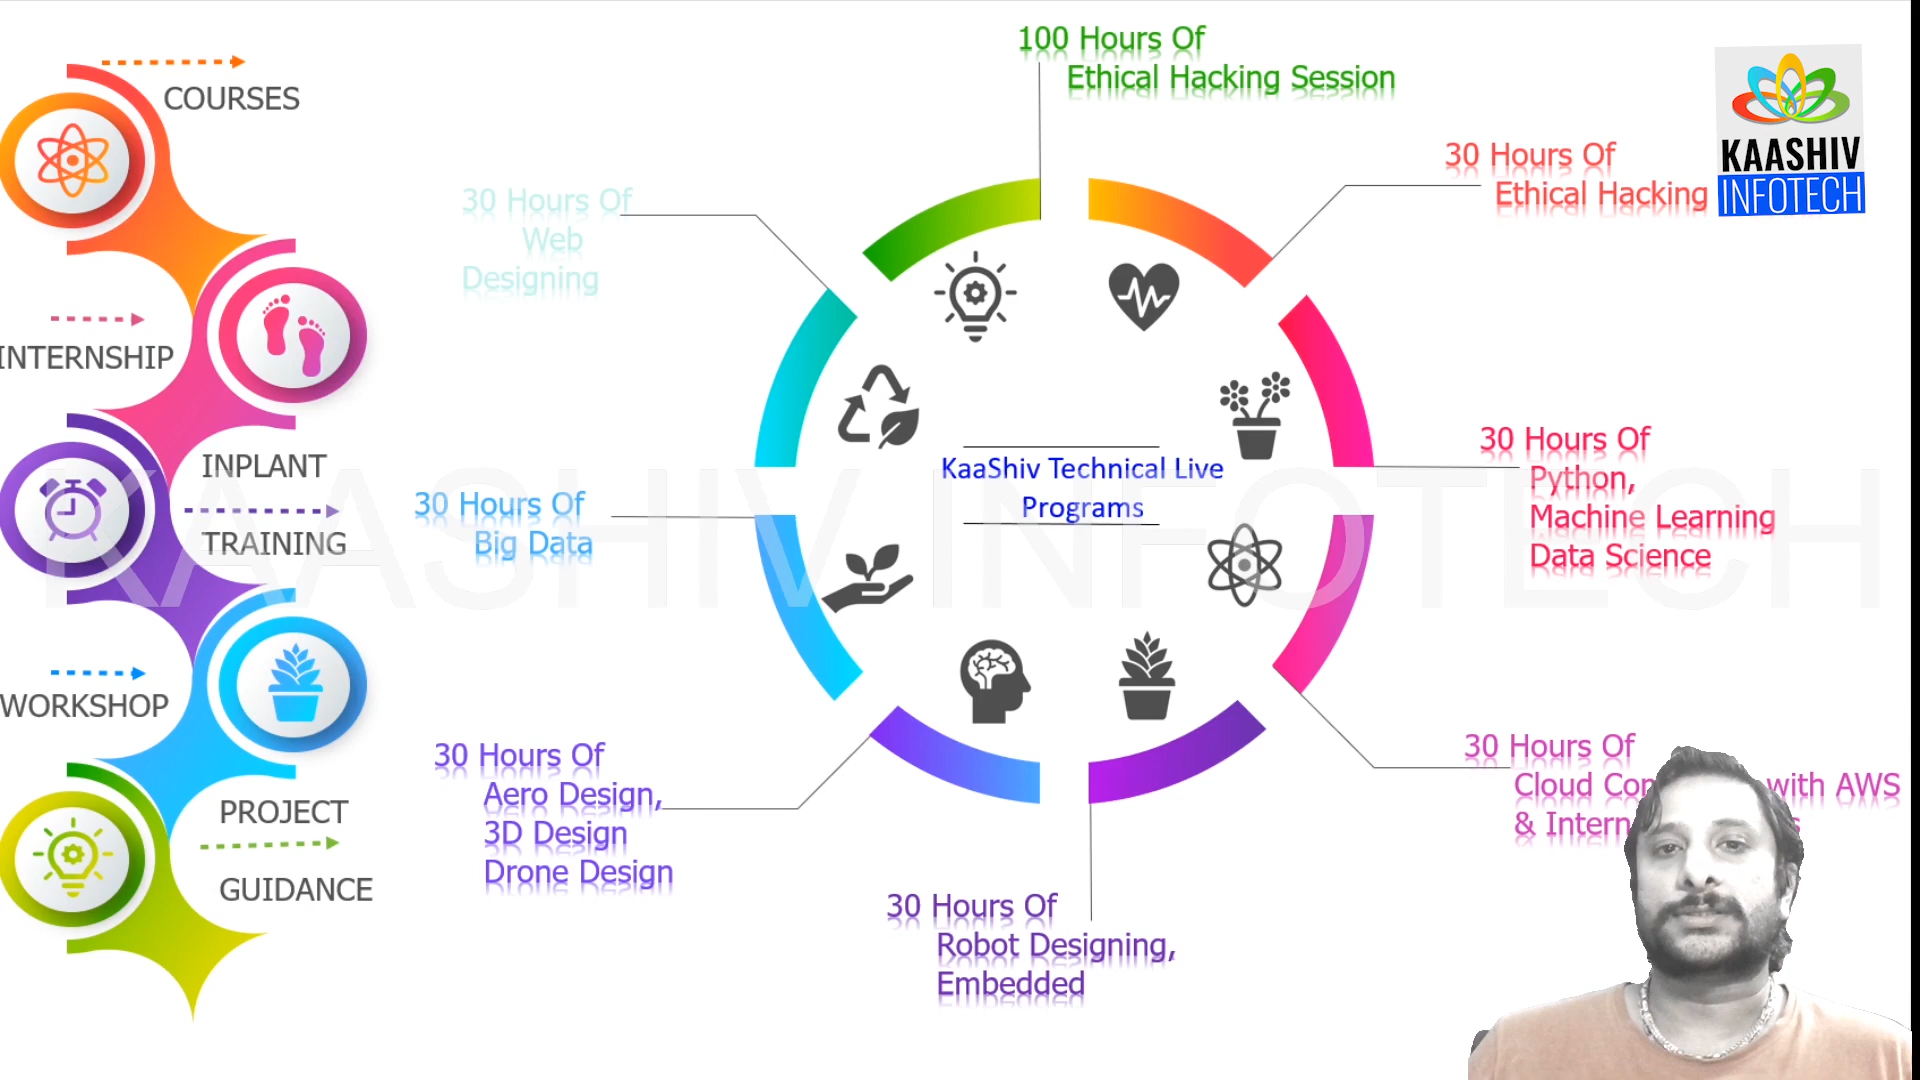 COURSES
INTERNSHIP
INPLANT
TRAINING
WORKSHOP
PROJECT
GUIDANCE
100 Hours Of
Ethical Hacking Session
30 Hours Of
Ethical Hacking
KAASHIV
INFOTECH
30 Hours Of
Web
Designing
30 Hours Of
Python,
Machine Learning
Data Science
KaaShiv Technical Live
Programs
30 Hours Of
Big Data
KAASHIV INFOTECH
30 Hours Of
Cloud with AWS
&
30 Hours Of
Aero Design,
3D Design
Drone Design
30 Hours Of
Robot Designing,
Embedded